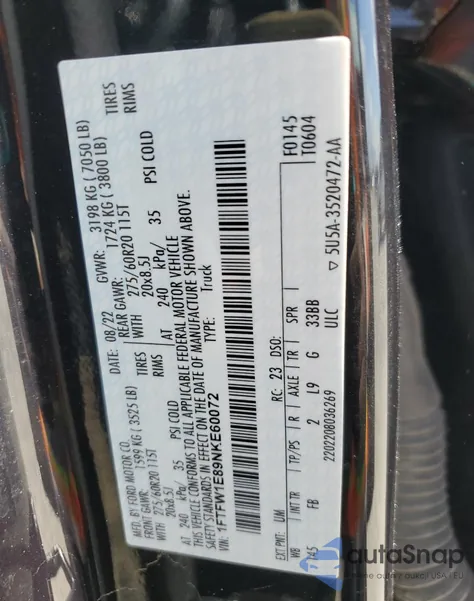 MFD. BY FORD MOTOR CO.
DATE: 08/22 GVWR: 3198 KG ( 7050 LB)
FRONT GAWR: 1599 KG ( 3525 LB) REAR GAWR: 1724 KG ( 3800 LB)
WITH 275/60R20 115T WITH 275/60R20 115T TIRES
20x8.5J RIMS 20x8.5J RIMS
AT 240 kPa/ 35 PSI COLD AT 240 kPa/ 35 PSI COLD
THIS VEHICLE CONFORMS TO ALL APPLICABLE FEDERAL MOTOR VEHICLE
SAFETY STANDARDS IN EFFECT ON THE DATE OF MANUFACTURE SHOWN ABOVE.
VIN: 1FTFW1E89NKE60072 TYPE: Truck
F0145
T0604
EXT PNT: UM RC: 23 DSO:
WB INT TR TP/PS R AXLE TR SPR
145 FB 2 L9 G 33BB
2202208036269 ULC
▽ 5U5A-3520472-AA
autoSnap